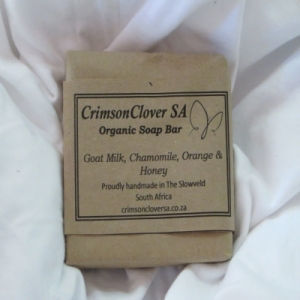 CrimsonClover SA
Organic Soap Bar
Goat Milk, Chamomile, Orange &
Honey
Proudly handmade in The Slowveld
South Africa
crimsoncloversa.co.za